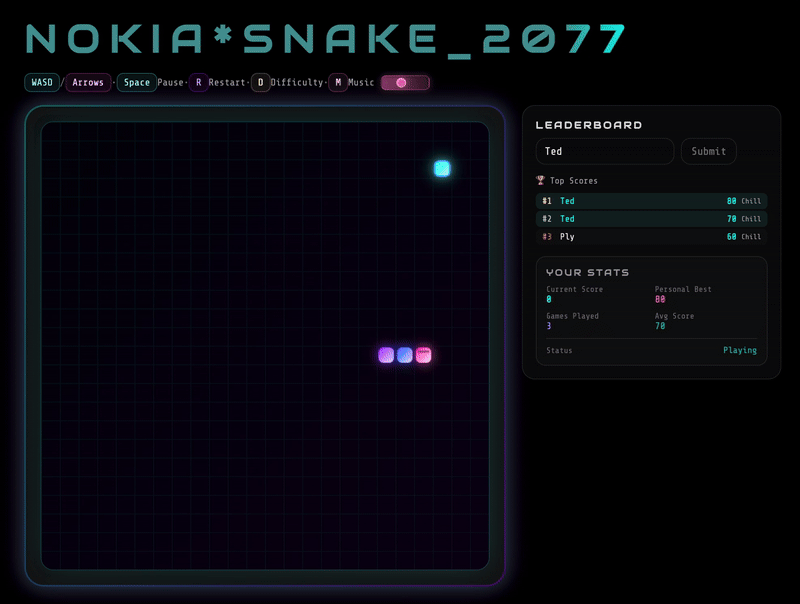 NOKIA*SNAKE_2077
WASD/Arrows·Space Pause·R Restart·D Difficulty·M Music
LEADERBOARD
Ted Submit
🏆 Top Scores
#1 Ted 80 Chill
#2 Ted 70 Chill
#3 Ply 60 Chill
YOUR STATS
Current Score Personal Best
0 80
Games Played Avg Score
3 70
Status Playing